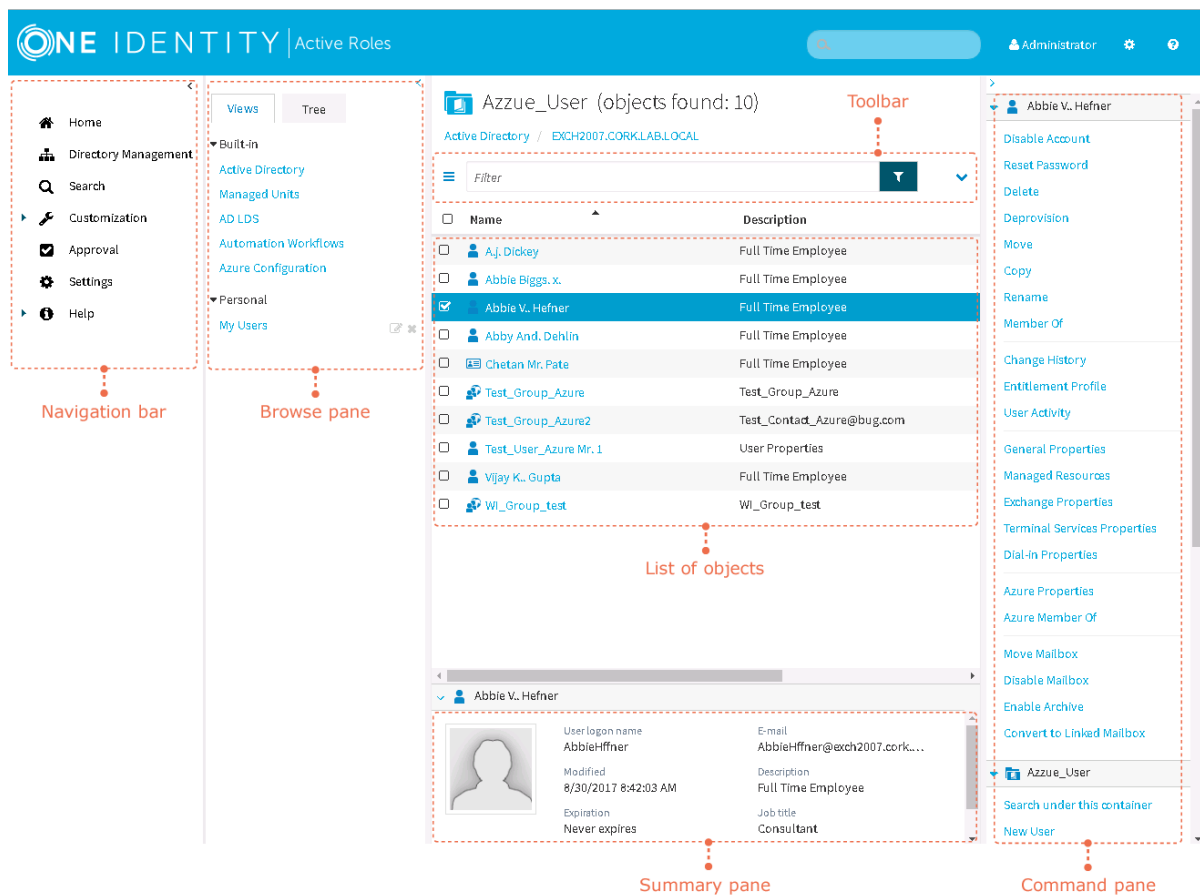 ONE IDENTITY Active Roles
Administrator
Home
Directory Management
Search
Customization
Approval
Settings
Help
Navigation bar
Views Tree
Built-in
Active Directory
Managed Units
AD LDS
Automation Workflows
Azure Configuration
Personal
My Users
Browse pane
Azzue_User (objects found: 10)
Toolbar
Active Directory / EXCH2007.CORK.LAB.LOCAL
Filter
Name Description
A.j. Dickey Full Time Employee
Abbie Biggs. x. Full Time Employee
Abbie V.. Hefner Full Time Employee
Abby And. Dehlin Full Time Employee
Chetan Mr. Pate Full Time Employee
Test_Group_Azure Test_Group_Azure
Test_Group_Azure2 Test_Contact_Azure@bug.com
Test_User_Azure Mr. 1 User Properties
Vijay K.. Gupta Full Time Employee
WI_Group_test WI_Group_test
List of objects
Abbie V.. Hefner
User logon name E-mail
AbbieHffner AbbieHffner@exch2007.cork....
Modified Description
8/30/2017 8:42:03 AM Full Time Employee
Expiration Job title
Never expires Consultant
Summary pane
Abbie V.. Hefner
Disable Account
Reset Password
Delete
Deprovision
Move
Copy
Rename
Member Of
Change History
Entitlement Profile
User Activity
General Properties
Managed Resources
Exchange Properties
Terminal Services Properties
Dial-in Properties
Azure Properties
Azure Member Of
Move Mailbox
Disable Mailbox
Enable Archive
Convert to Linked Mailbox
Azzue_User
Search under this container
New User
Command pane